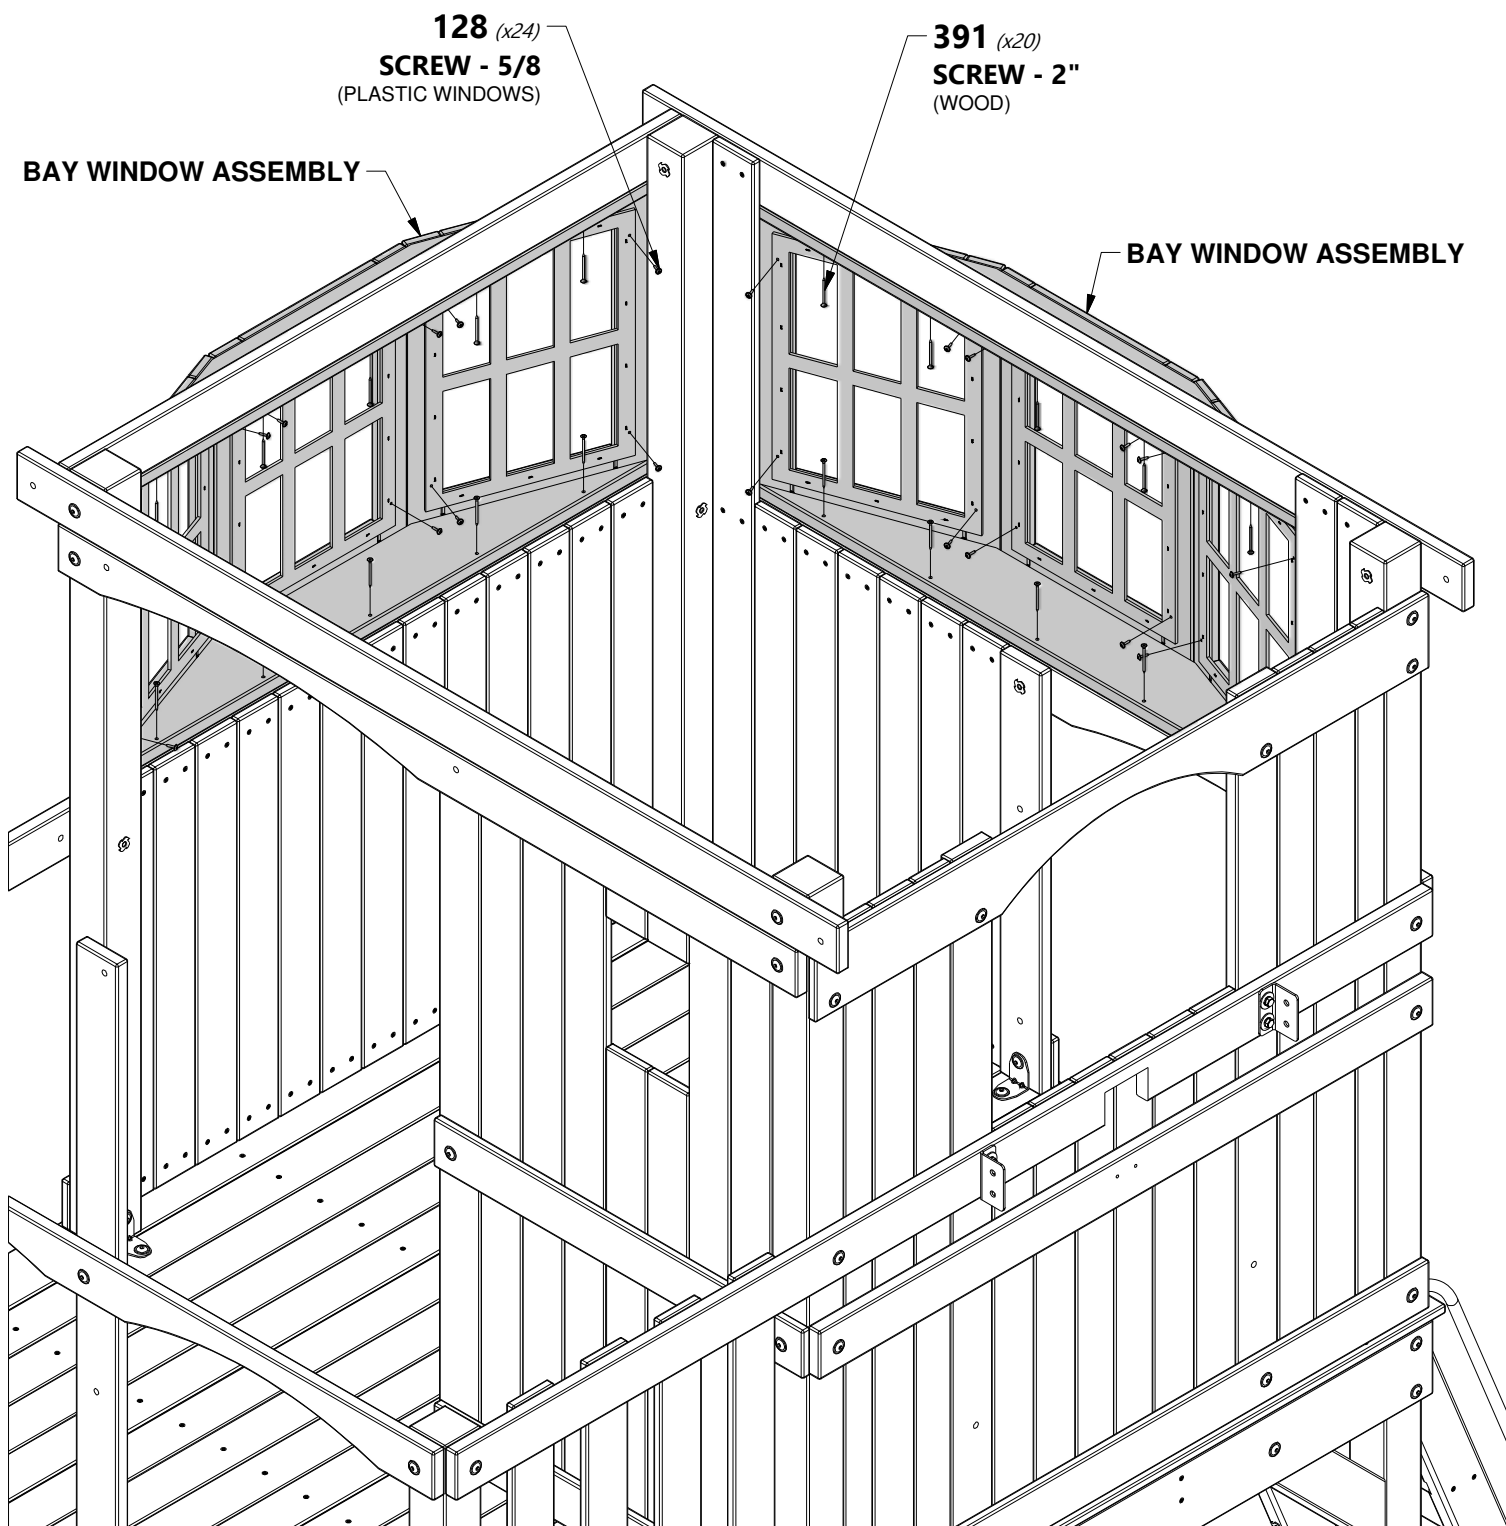 128 (x24)
SCREW - 5/8
(PLASTIC WINDOWS)
391 (x20)
SCREW - 2"
(WOOD)
BAY WINDOW ASSEMBLY
BAY WINDOW ASSEMBLY